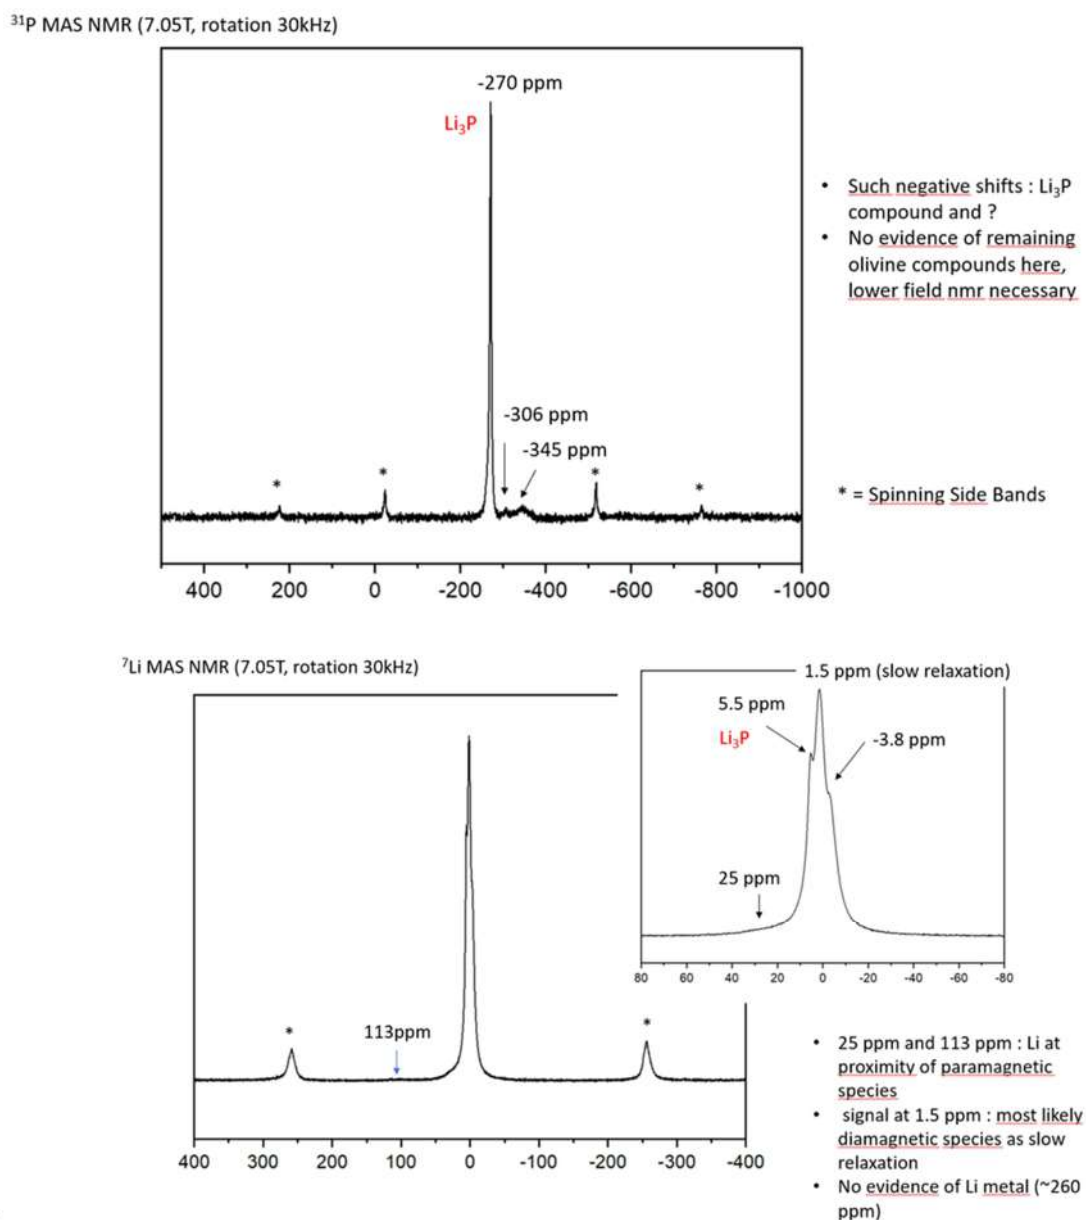 ³¹P MAS NMR (7.05T, rotation 30kHz)
-270 ppm
Li₃P
-306 ppm
-345 ppm
*
*
*
*
400 200 0 -200 -400 -600 -800 -1000
• Such negative shifts : Li₃P
compound and ?
• No evidence of remaining
olivine compounds here,
lower field nmr necessary
* = Spinning Side Bands
⁷Li MAS NMR (7.05T, rotation 30kHz)
*
113ppm
*
400 300 200 100 0 -100 -200 -300 -400
1.5 ppm (slow relaxation)
5.5 ppm
Li₃P
-3.8 ppm
25 ppm
80 60 40 20 0 -20 -40 -60 -80
• 25 ppm and 113 ppm : Li at
proximity of paramagnetic
species
• signal at 1.5 ppm : most likely
diamagnetic species as slow
relaxation
• No evidence of Li metal (~260
ppm)